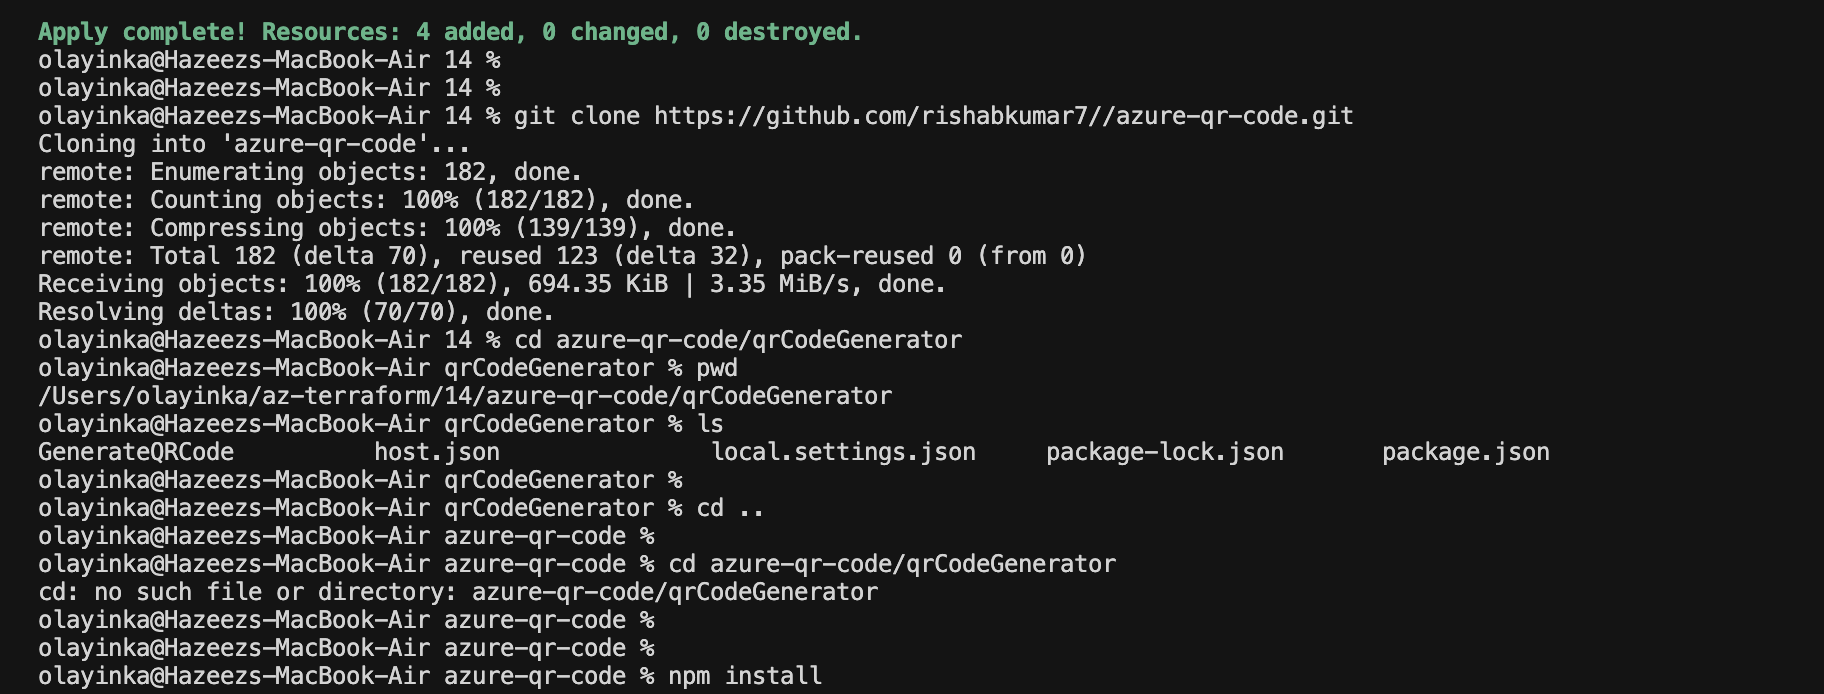 Apply complete! Resources: 4 added, 0 changed, 0 destroyed.
olayinka@Hazeezs-MacBook-Air 14 %
olayinka@Hazeezs-MacBook-Air 14 %
olayinka@Hazeezs-MacBook-Air 14 % git clone https://github.com/rishabkumar7//azure-qr-code.git
Cloning into 'azure-qr-code'...
remote: Enumerating objects: 182, done.
remote: Counting objects: 100% (182/182), done.
remote: Compressing objects: 100% (139/139), done.
remote: Total 182 (delta 70), reused 123 (delta 32), pack-reused 0 (from 0)
Receiving objects: 100% (182/182), 694.35 KiB | 3.35 MiB/s, done.
Resolving deltas: 100% (70/70), done.
olayinka@Hazeezs-MacBook-Air 14 % cd azure-qr-code/qrCodeGenerator
olayinka@Hazeezs-MacBook-Air qrCodeGenerator % pwd
/Users/olayinka/az-terraform/14/azure-qr-code/qrCodeGenerator
olayinka@Hazeezs-MacBook-Air qrCodeGenerator % ls
GenerateQRCode host.json local.settings.json package-lock.json package.json
olayinka@Hazeezs-MacBook-Air qrCodeGenerator %
olayinka@Hazeezs-MacBook-Air qrCodeGenerator % cd ..
olayinka@Hazeezs-MacBook-Air azure-qr-code %
olayinka@Hazeezs-MacBook-Air azure-qr-code % cd azure-qr-code/qrCodeGenerator
cd: no such file or directory: azure-qr-code/qrCodeGenerator
olayinka@Hazeezs-MacBook-Air azure-qr-code %
olayinka@Hazeezs-MacBook-Air azure-qr-code %
olayinka@Hazeezs-MacBook-Air azure-qr-code % npm install